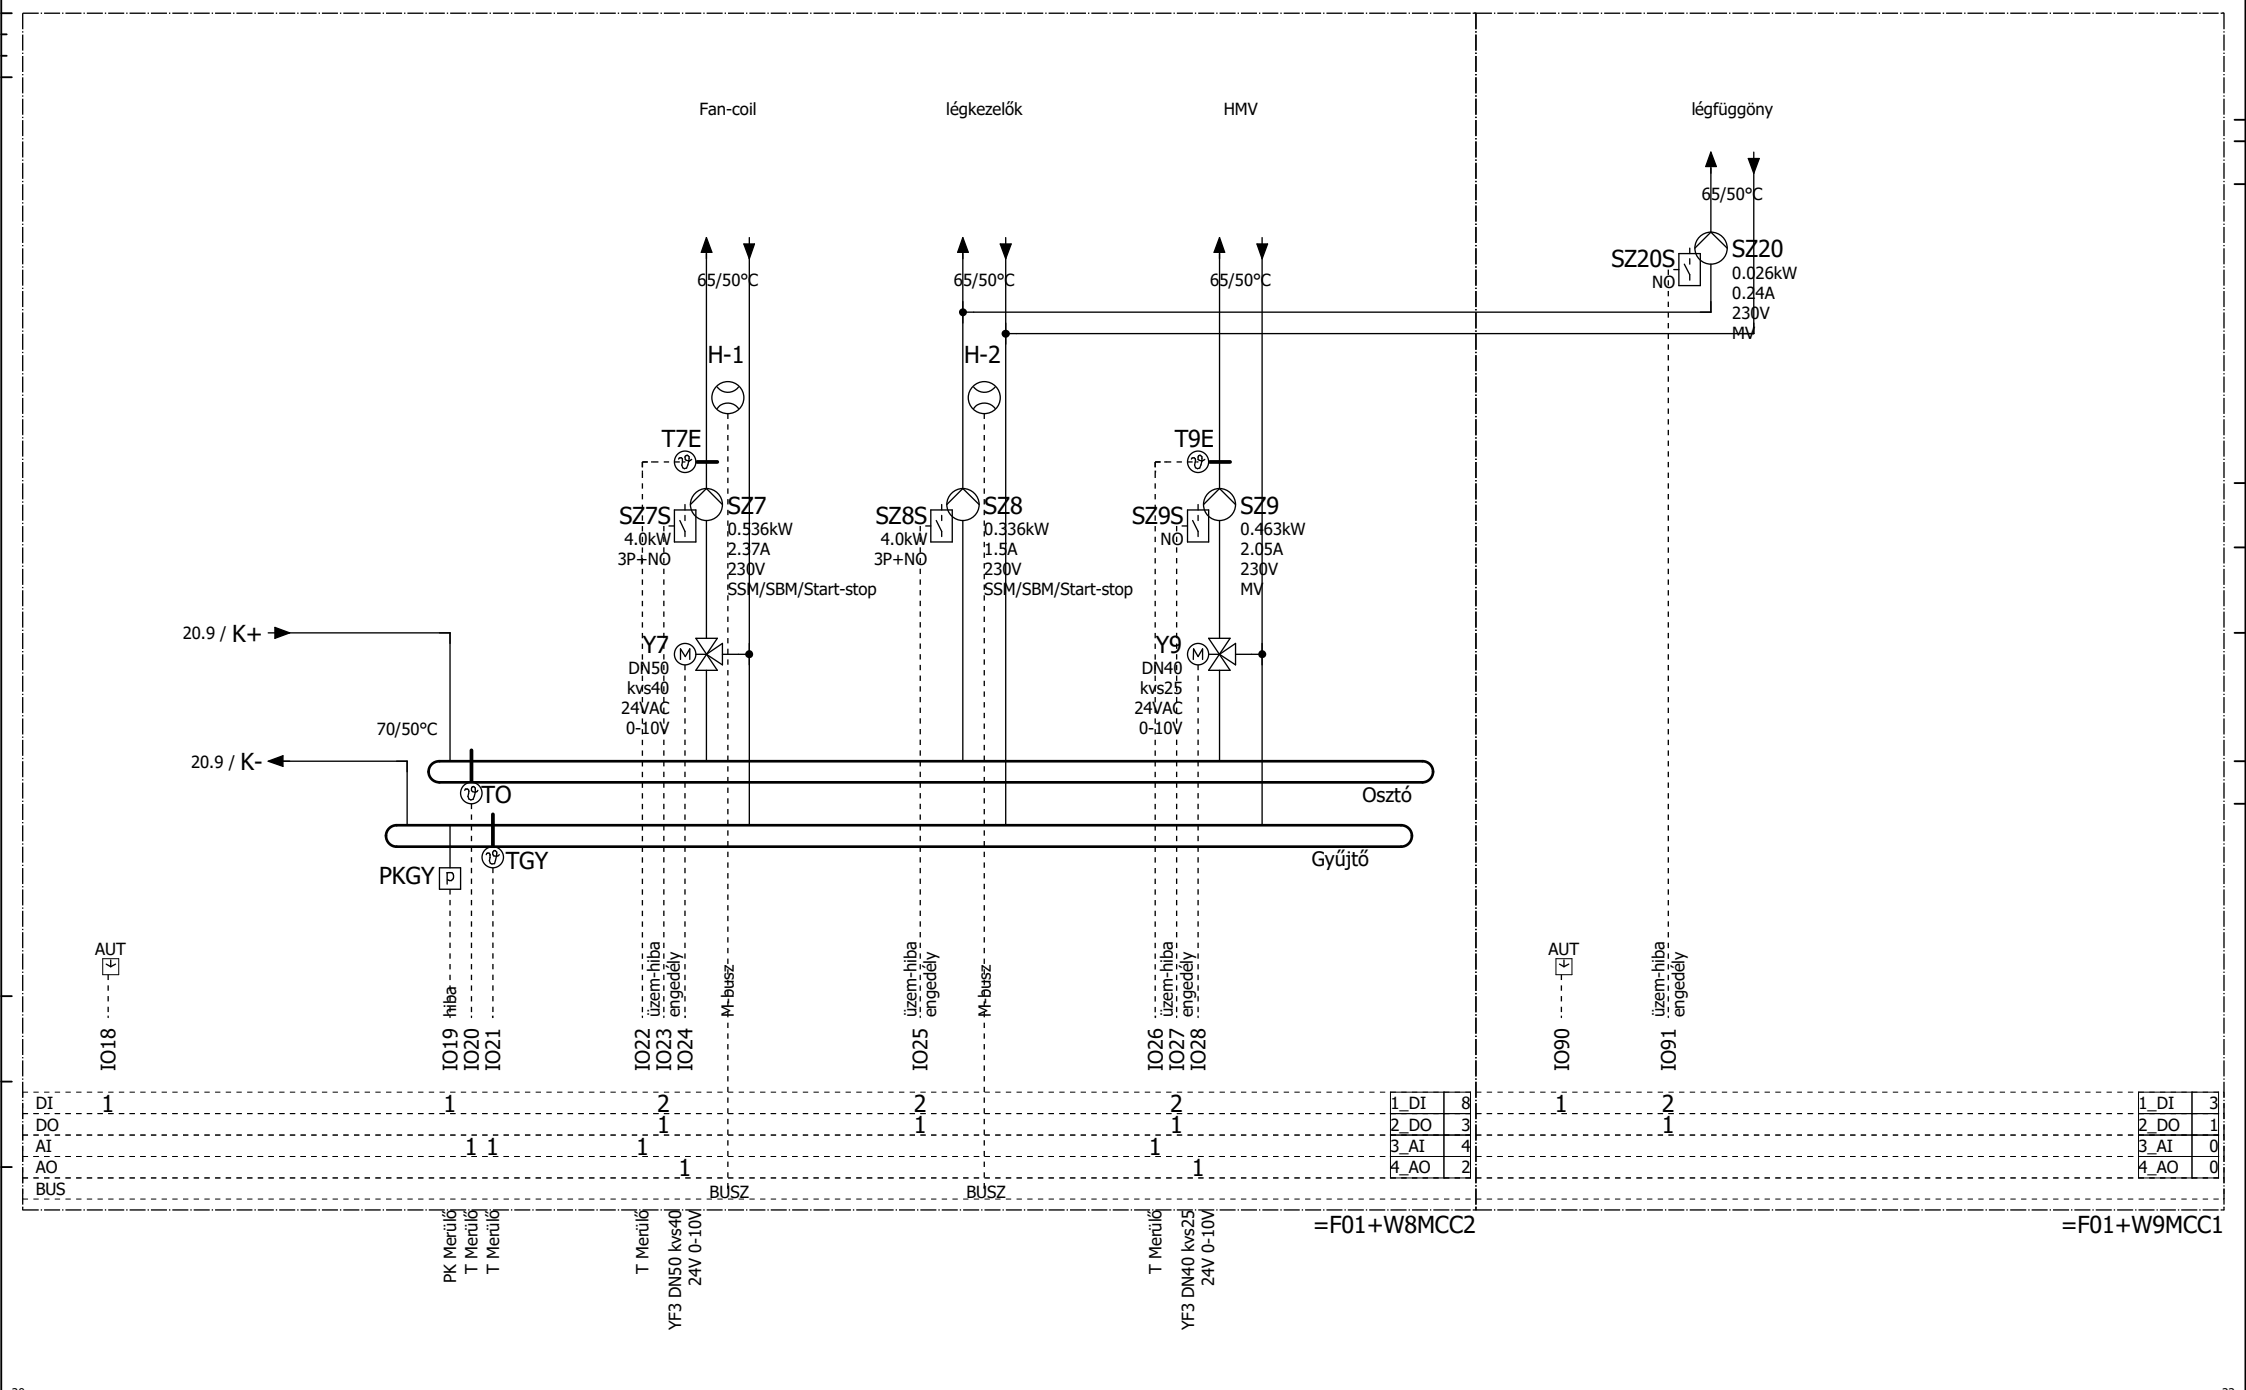 Fan-coil
légkezelők
HMV
légfüggöny
65/50°C
65/50°C
65/50°C
65/50°C
SZ20S
NO
SZ20
0.026kW
0.24A
230V
MV
H-1
H-2
T7E
T9E
SZ7S
4.0kW
3P+NO
SZ7
0.536kW
2.37A
230V
SSM/SBM/Start-stop
SZ8S
4.0kW
3P+NO
SZ8
0.336kW
1.5A
230V
SSM/SBM/Start-stop
SZ9S
NO
SZ9
0.463kW
2.05A
230V
MV
20.9 / K+
Y7
M
DN50
kvs40
24VAC
0-10V
Y9
M
DN40
kvs25
24VAC
0-10V
70/50°C
20.9 / K-
TO
Osztó
TGY
Gyűjtő
PKGY
p
AUT
AUT
hiba
üzem-hiba
engedély
M-busz
üzem-hiba
engedély
M-busz
üzem-hiba
engedély
üzem-hiba
engedély
IO18
IO19
IO20
IO21
IO22
IO23
IO24
IO25
IO26
IO27
IO28
IO90
IO91
DI 1 1 2 2 2 1_DI 8 1 2 1_DI 3
DO 1 1 1 2_DO 3 1 2_DO 1
AI 1 1 1 1 3_AI 4 3_AI 0
AO 1 1 4_AO 2 4_AO 0
BUS BUSZ BUSZ
=F01+W8MCC2
=F01+W9MCC1
PK Merülő
T Merülő
T Merülő
T Merülő
YF3 DN50 kvs40
24V 0-10V
T Merülő
YF3 DN40 kvs25
24V 0-10V